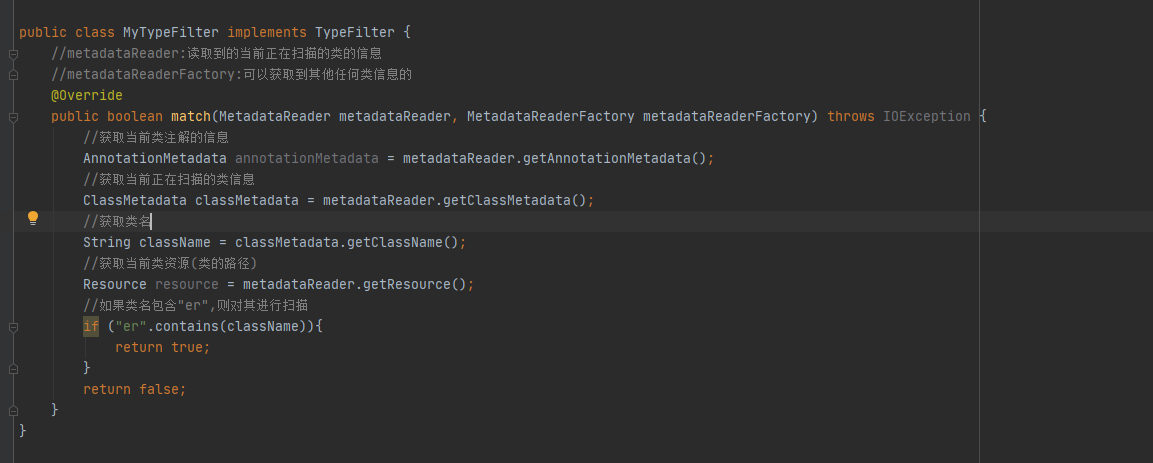 public class MyTypeFilter implements TypeFilter {
//metadataReader:读取到的当前正在扫描的类的信息
//metadataReaderFactory:可以获取到其他任何类信息的
@Override
public boolean match(MetadataReader metadataReader, MetadataReaderFactory metadataReaderFactory) throws IOException {
//获取当前类注解的信息
AnnotationMetadata annotationMetadata = metadataReader.getAnnotationMetadata();
//获取当前正在扫描的类信息
ClassMetadata classMetadata = metadataReader.getClassMetadata();
//获取类名
String className = classMetadata.getClassName();
//获取当前类资源(类的路径)
Resource resource = metadataReader.getResource();
//如果类名包含"er",则对其进行扫描
if ("er".contains(className)){
return true;
}
return false;
}
}